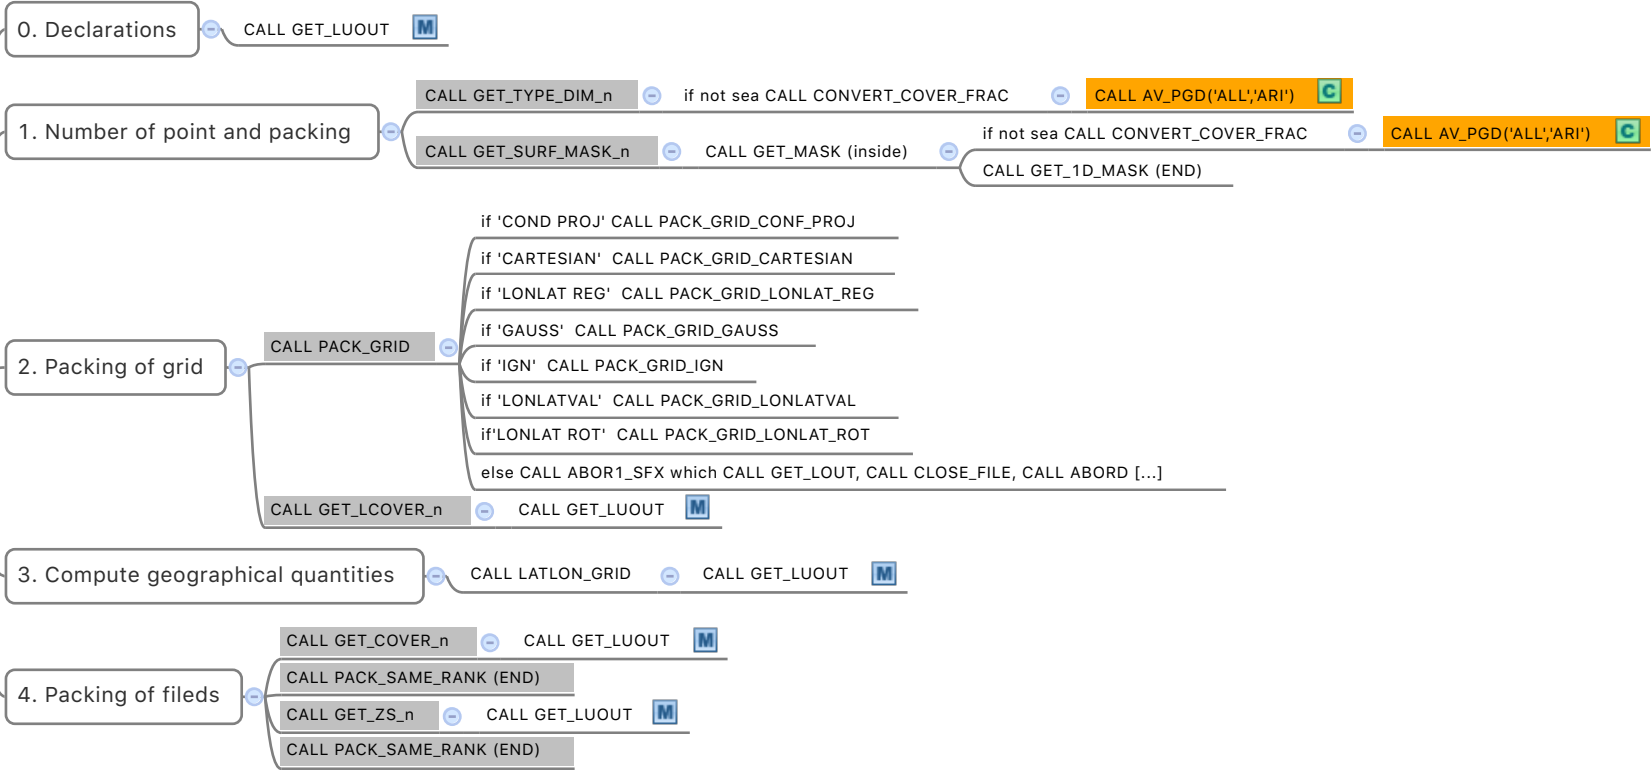 0. Declarations
CALL GET_LUOUT
M
1. Number of point and packing
CALL GET_TYPE_DIM_n
if not sea CALL CONVERT_COVER_FRAC
CALL AV_PGD('ALL','ARI')
C
CALL GET_SURF_MASK_n
CALL GET_MASK (inside)
if not sea CALL CONVERT_COVER_FRAC
CALL AV_PGD('ALL','ARI')
C
CALL GET_1D_MASK (END)
2. Packing of grid
CALL PACK_GRID
if 'COND PROJ' CALL PACK_GRID_CONF_PROJ
if 'CARTESIAN'  CALL PACK_GRID_CARTESIAN
if 'LONLAT REG'  CALL PACK_GRID_LONLAT_REG
if 'GAUSS'  CALL PACK_GRID_GAUSS
if 'IGN'  CALL PACK_GRID_IGN
if 'LONLATVAL'  CALL PACK_GRID_LONLATVAL
if'LONLAT ROT'  CALL PACK_GRID_LONLAT_ROT
else CALL ABOR1_SFX which CALL GET_LOUT, CALL CLOSE_FILE, CALL ABORD [...]
CALL GET_LCOVER_n
CALL GET_LUOUT
M
3. Compute geographical quantities
CALL LATLON_GRID
CALL GET_LUOUT
M
4. Packing of fileds
CALL GET_COVER_n
CALL GET_LUOUT
M
CALL PACK_SAME_RANK (END)
CALL GET_ZS_n
CALL GET_LUOUT
M
CALL PACK_SAME_RANK (END)